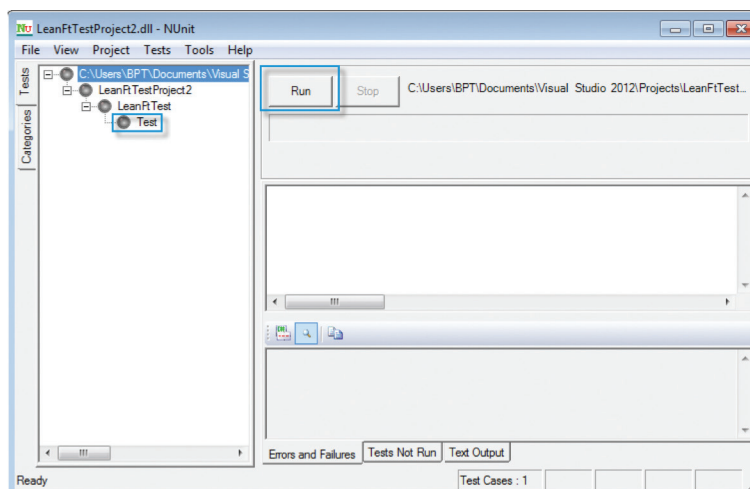 NU LeanFtTestProject2.dll - NUnit
File View Project Tests Tools Help
Tests
Categories
C:\Users\BPT\Documents\Visual S
LeanFtTestProject2
LeanFtTest
Test
Run Stop C:\Users\BPT\Documents\Visual Studio 2012\Projects\LeanFtTest...
Errors and Failures Tests Not Run Text Output
Ready Test Cases : 1